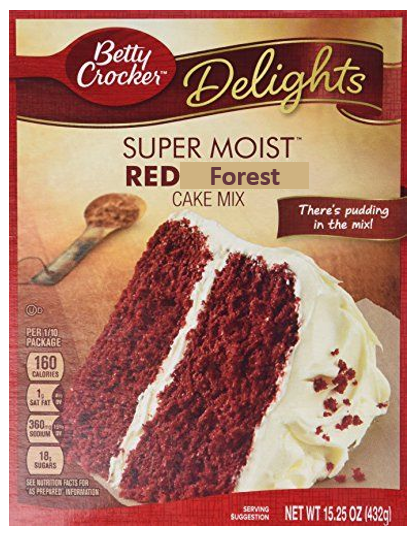 Betty
Crocker™
Delights
SUPER MOIST™
RED Forest
CAKE MIX
There's pudding
in the mix!
U D
PER 1/10
PACKAGE
160
CALORIES
1g
SAT FAT
360mg
SODIUM
18g
SUGARS
SEE NUTRITION FACTS FOR
"AS PREPARED" INFORMATION
SERVING
SUGGESTION
NET WT 15.25 OZ (432g)